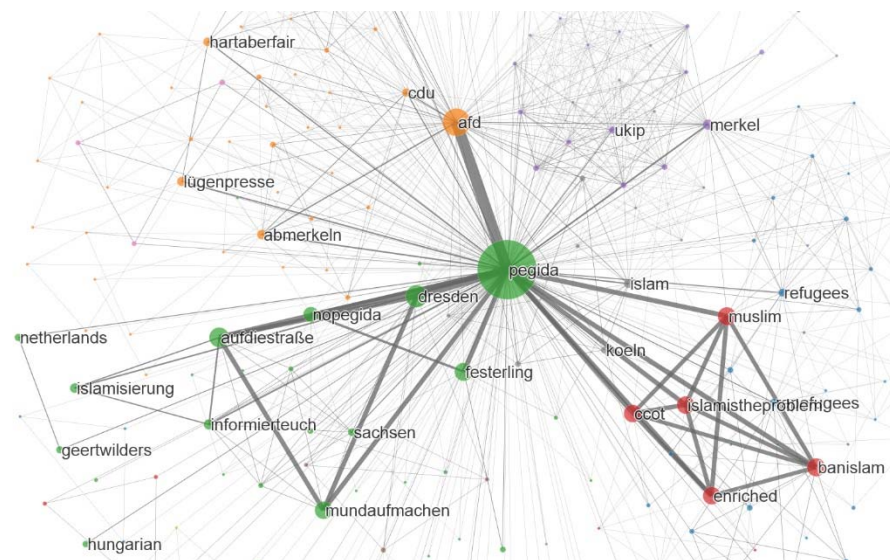 hartaberfair
cdu
afd
ukip
merkel
lügenpresse
abmerkeln
pegida
islam
dresden
refugees
nopegida
muslim
netherlands
aufdiestraße
koeln
festerling
islamisierung
islamistheproblem
ccot
informierteuch
sachsen
geertwilders
banislam
enriched
mundaufmachen
hungarian